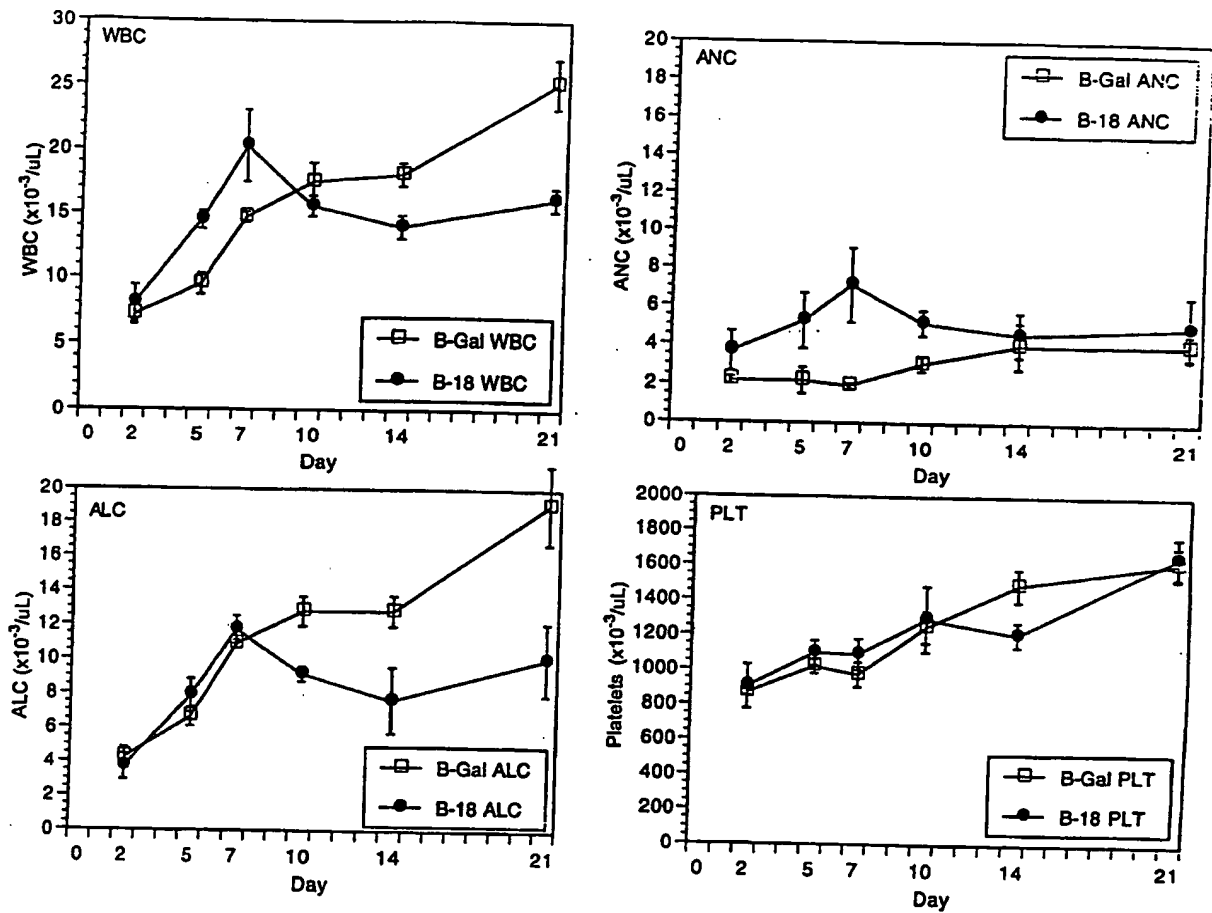 WBC
30
25
20
15
10
5
0
WBC (x10⁻³/uL)
B-Gal WBC
B-18 WBC
0 2 5 7 10 14 21
Day
ANC
20
18
16
14
12
10
8
6
4
2
0
ANC (x10⁻³/uL)
B-Gal ANC
B-18 ANC
0 2 5 7 10 14 21
Day
ALC
20
18
16
14
12
10
8
6
4
2
0
ALC (x10⁻³/uL)
B-Gal ALC
B-18 ALC
0 2 5 7 10 14 21
Day
PLT
2000
1800
1600
1400
1200
1000
800
600
400
200
0
Platelets (x10⁻³/uL)
B-Gal PLT
B-18 PLT
0 2 5 7 10 14 21
Day